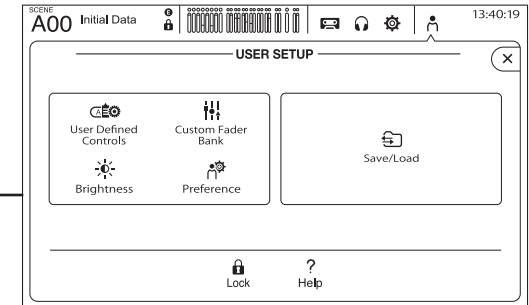 SCENE
A00 Initial Data
E
13:40:19
USER SETUP
×
A
User Defined
Controls
Custom Fader
Bank
Brightness
Preference
Save/Load
Lock
?
Help